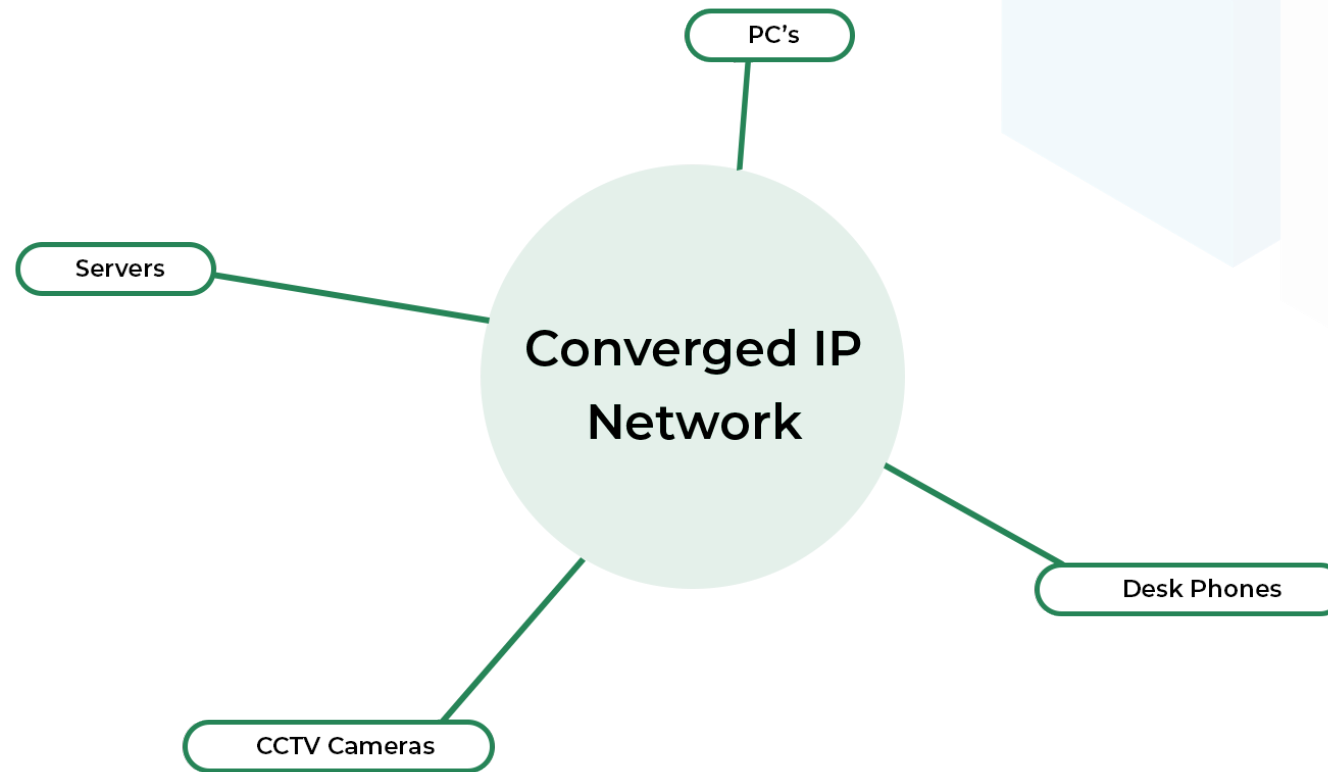 PC’s
Servers
Converged IP
Network
Desk Phones
CCTV Cameras